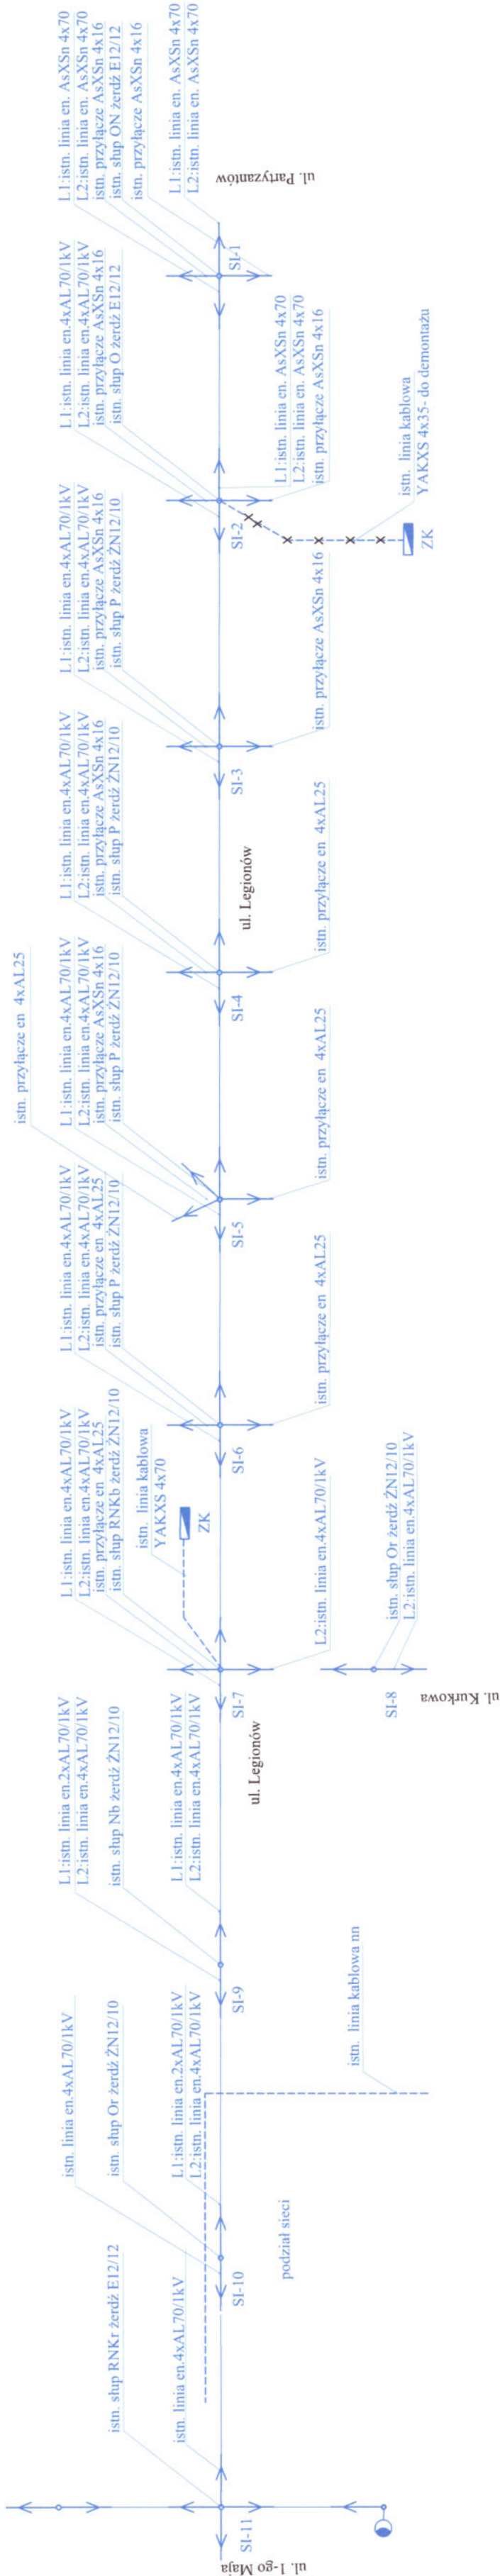 istn. słup RNKr żerdź E12/12
istn. linia en.4xAL70/1kV
SI-11
ul. 1-go Maja
istn. linia en.4xAL70/1kV
istn. słup Or żerdź ŻN12/10
L1:istn. linia en.2xAL70/1kV
L2:istn. linia en.4xAL70/1kV
SI-10
podział sieci
istn. linia kablowa nn
L1:istn. linia en.2xAL70/1kV
L2:istn. linia en.4xAL70/1kV
istn. słup Nb żerdź ŻN12/10
L1:istn. linia en.4xAL70/1kV
L2:istn. linia en.4xAL70/1kV
SI-9
ul. Legionów
L1:istn. linia en.4xAL70/1kV
L2:istn. linia en.4xAL70/1kV
istn. przyłącze en 4xAL25
istn. słup RNKb żerdź ŻN12/10
istn. linia kablowa
YAKXS 4x70
ZK
SI-7
L2:istn. linia en.4xAL70/1kV
istn. słup Or żerdź ŻN12/10
L2:istn. linia en.4xAL70/1kV
SI-8
ul. Kurkowa
L1:istn. linia en.4xAL70/1kV
L2:istn. linia en.4xAL70/1kV
istn. przyłącze en 4xAL25
istn. słup P żerdź ŻN12/10
SI-6
istn. przyłącze en 4xAL25
istn. przyłącze en 4xAL25
L1:istn. linia en.4xAL70/1kV
L2:istn. linia en.4xAL70/1kV
istn. przyłącze AsXSn 4x16
istn. słup P żerdź ŻN12/10
SI-5
istn. przyłącze en 4xAL25
L1:istn. linia en.4xAL70/1kV
L2:istn. linia en.4xAL70/1kV
istn. przyłącze AsXSn 4x16
istn. słup P żerdź ŻN12/10
SI-4
istn. przyłącze en 4xAL25
ul. Legionów
L1:istn. linia en.4xAL70/1kV
L2:istn. linia en.4xAL70/1kV
istn. przyłącze AsXSn 4x16
istn. słup P żerdź ŻN12/10
SI-3
istn. przyłącze AsXSn 4x16
L1:istn. linia en.4xAL70/1kV
L2:istn. linia en.4xAL70/1kV
istn. przyłącze AsXSn 4x16
istn. słup O żerdź E12/12
SI-2
L1:istn. linia en. AsXSn 4x70
L2:istn. linia en. AsXSn 4x70
istn. przyłącze AsXSn 4x16
istn. linia kablowa
YAKXS 4x35- do demontażu
ZK
L1:istn. linia en. AsXSn 4x70
L2:istn. linia en. AsXSn 4x70
istn. przyłącze AsXSn 4x16
istn. słup ON żerdź E12/12
istn. przyłącze AsXSn 4x16
L1:istn. linia en. AsXSn 4x70
L2:istn. linia en. AsXSn 4x70
SI-1
ul. Partyzantów